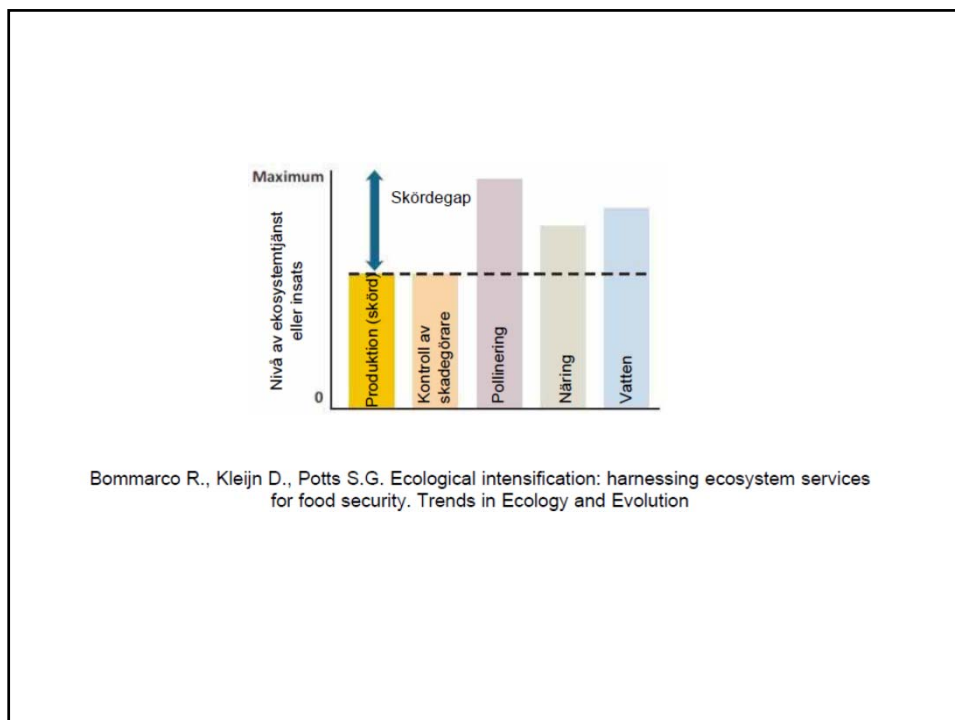 Maximum
Skördegap
Nivå av ekosystemtjänst
eller insats
0
Produktion (skörd)
Kontroll av
skadegörare
Pollinering
Näring
Vatten
Bommarco R., Kleijn D., Potts S.G. Ecological intensification: harnessing ecosystem services
for food security. Trends in Ecology and Evolution